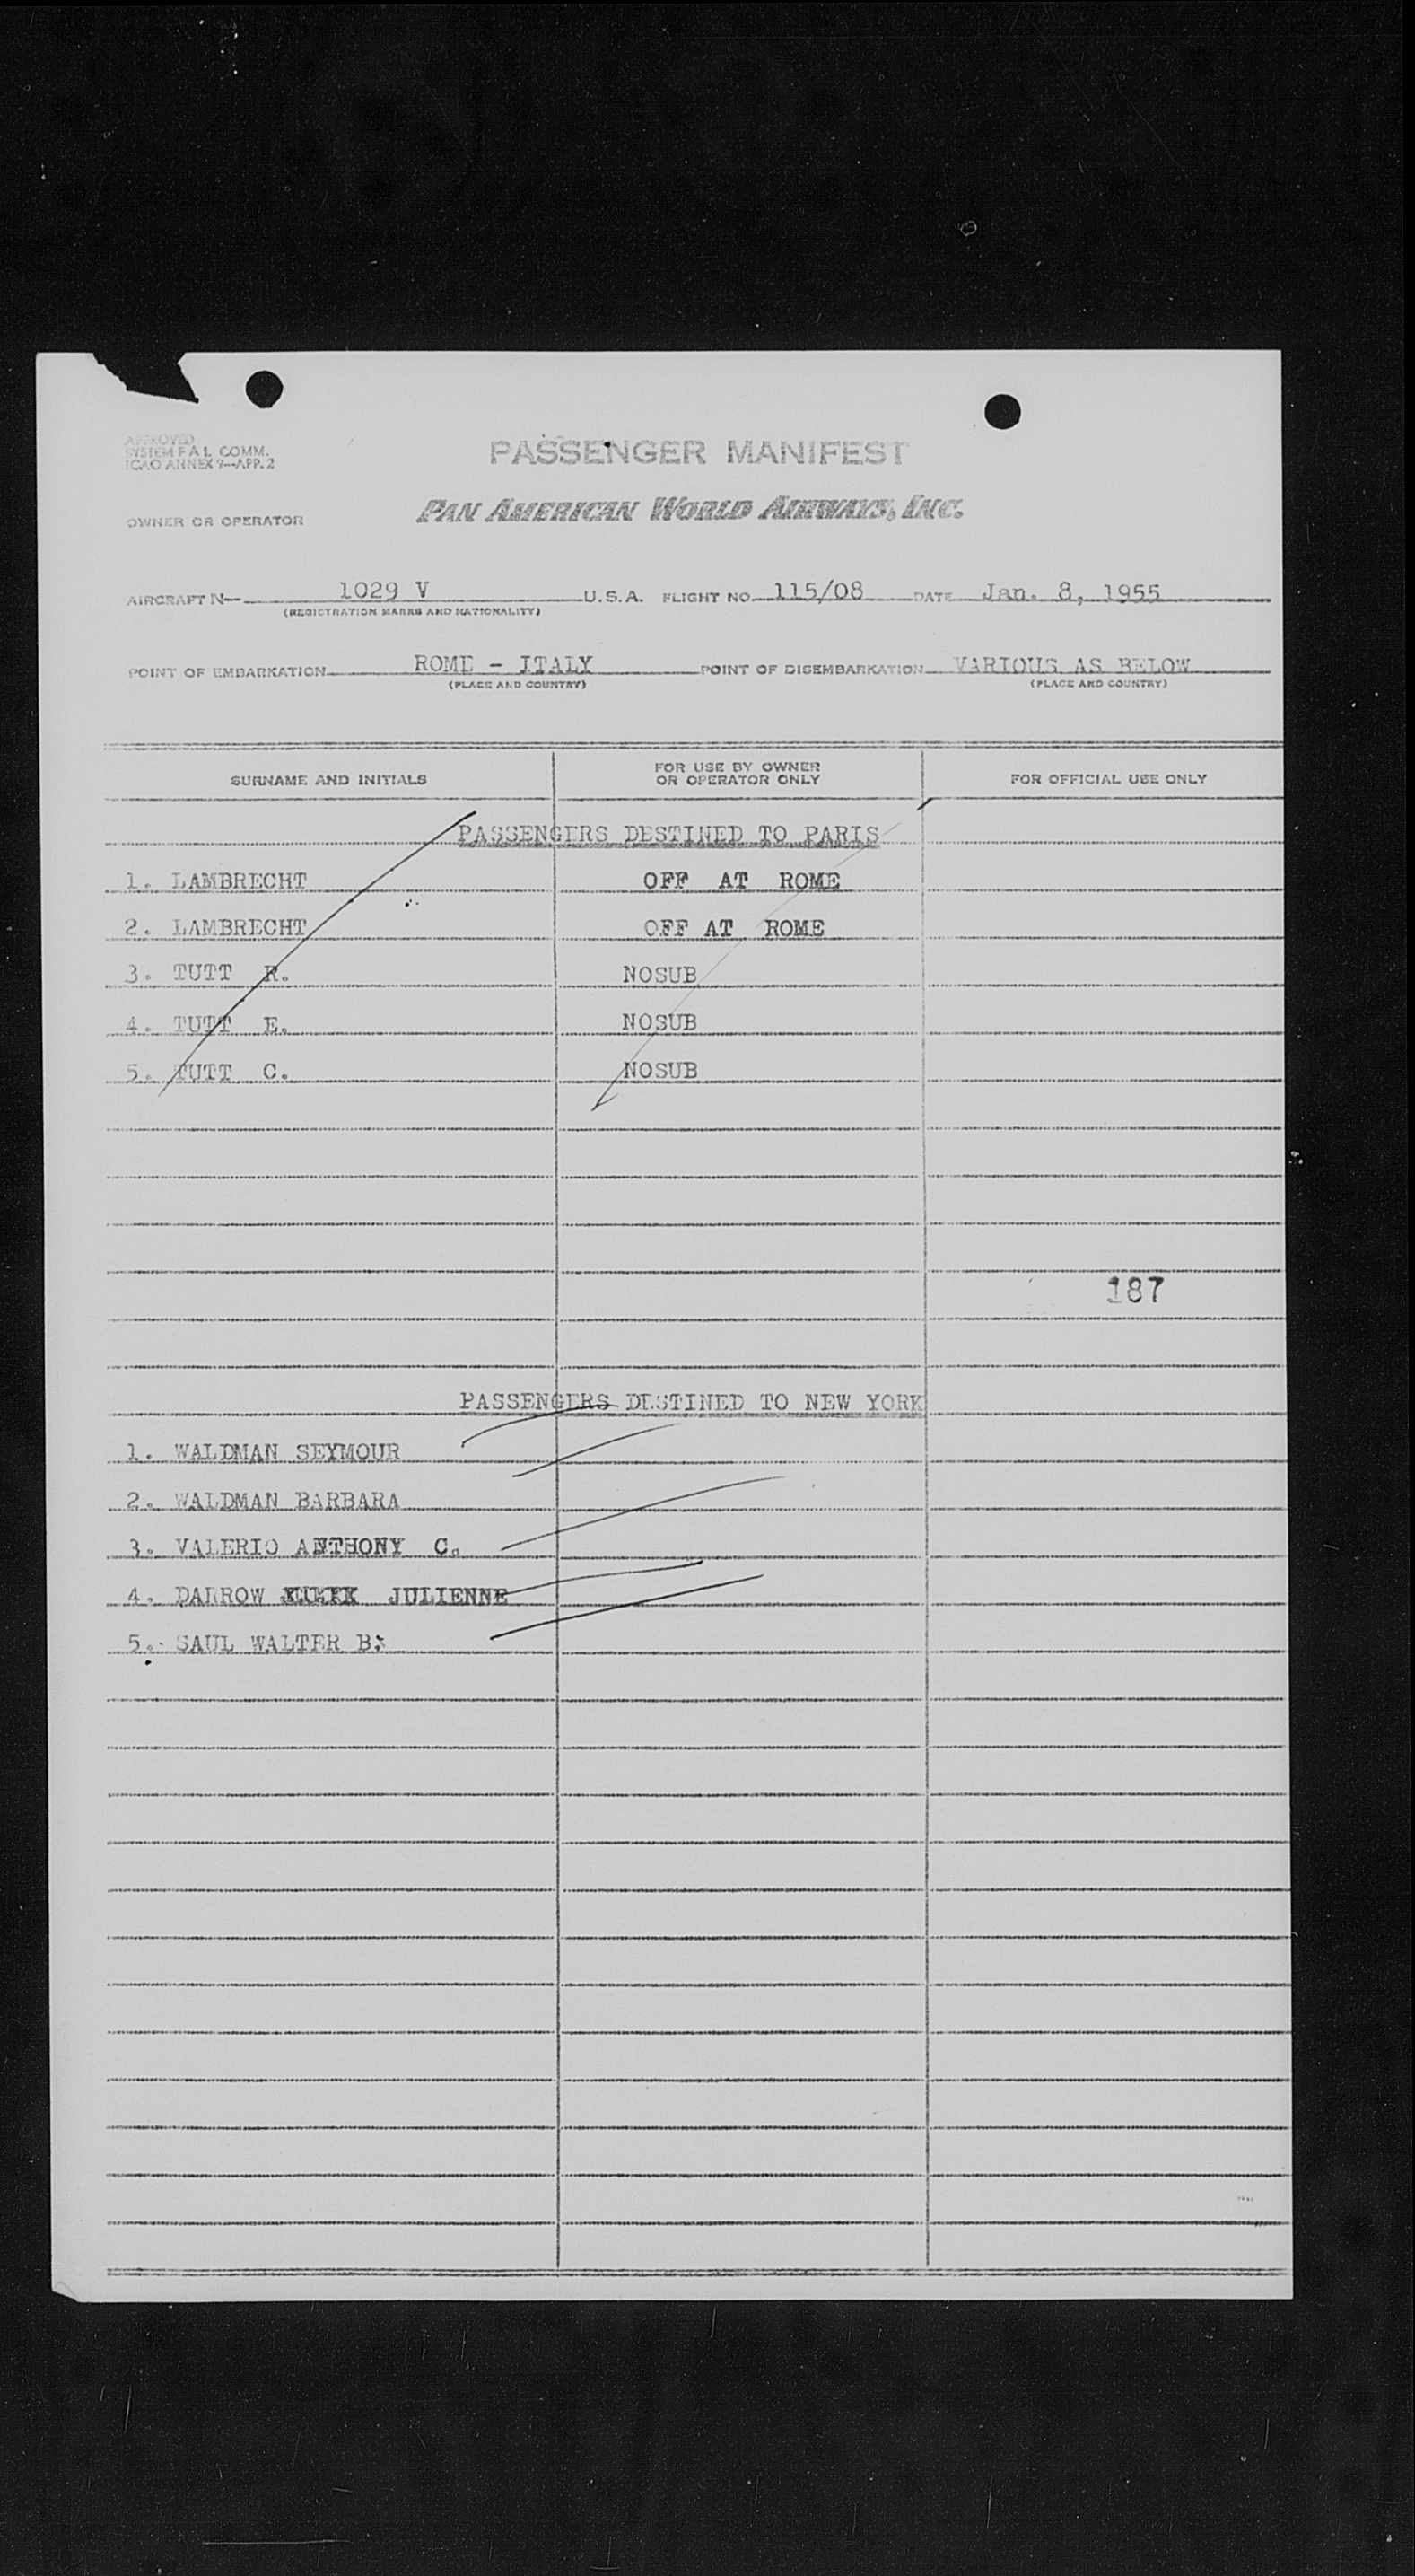 APPROVED
SYSTEM F A L COMM.
ICAO ANNEX 9—APP. 2
PASSENGER MANIFEST
OWNER OR OPERATOR PAN AMERICAN WORLD AIRWAYS, INC.
AIRCRAFT N— 1029 V U.S.A. FLIGHT NO. 115/08 DATE Jan. 8, 1955
(REGISTRATION MARKS AND NATIONALITY)
POINT OF EMBARKATION ROME - ITALY POINT OF DISEMBARKATION VARIOUS AS BELOW
(PLACE AND COUNTRY) (PLACE AND COUNTRY)
SURNAME AND INITIALS FOR USE BY OWNER OR OPERATOR ONLY FOR OFFICIAL USE ONLY
PASSENGERS DESTINED TO PARIS
1. LAMBRECHT OFF AT ROME
2. LAMBRECHT OFF AT ROME
3. TUTT R. NOSUB
4. TUTT E. NOSUB
5. TUTT C. NOSUB
187
PASSENGERS DESTINED TO NEW YORK
1. WALDMAN SEYMOUR
2. WALDMAN BARBARA
3. VALERIO ANTHONY C.
4. DARROW JULIENNE
5. SAUL WALTER B.